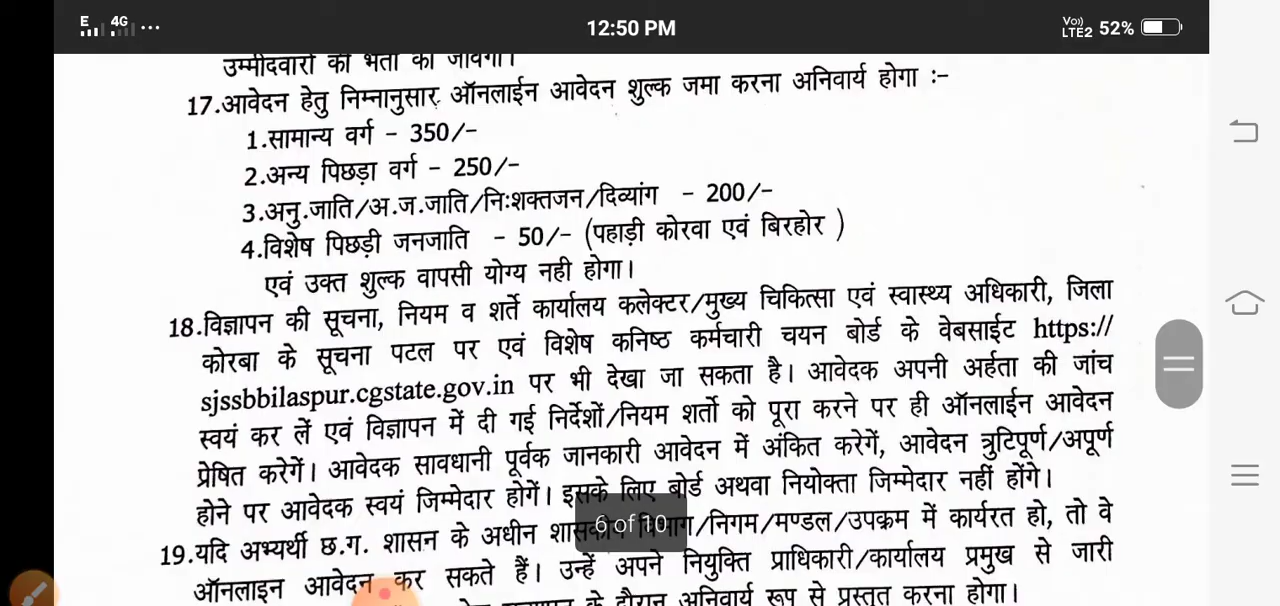 E 4G ... 12:50 PM Vo)) LTE2 52%
उम्मीदवारों की भर्ती की जावेगी।
17.आवेदन हेतु निम्नानुसार ऑनलाईन आवेदन शुल्क जमा करना अनिवार्य होगा :-
1.सामान्य वर्ग - 350/-
2.अन्य पिछड़ा वर्ग - 250/-
3.अनु.जाति/अ.ज.जाति/निःशक्तजन/दिव्यांग - 200/-
4.विशेष पिछड़ी जनजाति - 50/- (पहाड़ी कोरवा एवं बिरहोर )
एवं उक्त शुल्क वापसी योग्य नही होगा।
18.विज्ञापन की सूचना, नियम व शर्ते कार्यालय कलेक्टर/मुख्य चिकित्सा एवं स्वास्थ्य अधिकारी, जिला
कोरबा के सूचना पटल पर एवं विशेष कनिष्ठ कर्मचारी चयन बोर्ड के वेबसाईट https://
sjssbbilaspur.cgstate.gov.in पर भी देखा जा सकता है। आवेदक अपनी अर्हता की जांच
स्वयं कर लें एवं विज्ञापन में दी गई निर्देशों/नियम शर्तो को पूरा करने पर ही ऑनलाईन आवेदन
प्रेषित करेगें। आवेदक सावधानी पूर्वक जानकारी आवेदन में अंकित करेगें, आवेदन त्रुटिपूर्ण/अपूर्ण
होने पर आवेदक स्वयं जिम्मेदार होगें। इसके लिए बोर्ड अथवा नियोक्ता जिम्मेदार नहीं होंगे।
6 of 10
19.यदि अभ्यर्थी छ.ग. शासन के अधीन शासकीय विभाग/निगम/मण्डल/उपक्रम में कार्यरत हो, तो वे
ऑनलाइन आवेदन कर सकते हैं। उन्हें अपने नियुक्ति प्राधिकारी/कार्यालय प्रमुख से जारी
के दौरान अनिवार्य रूप से प्रस्तुत करना होगा।